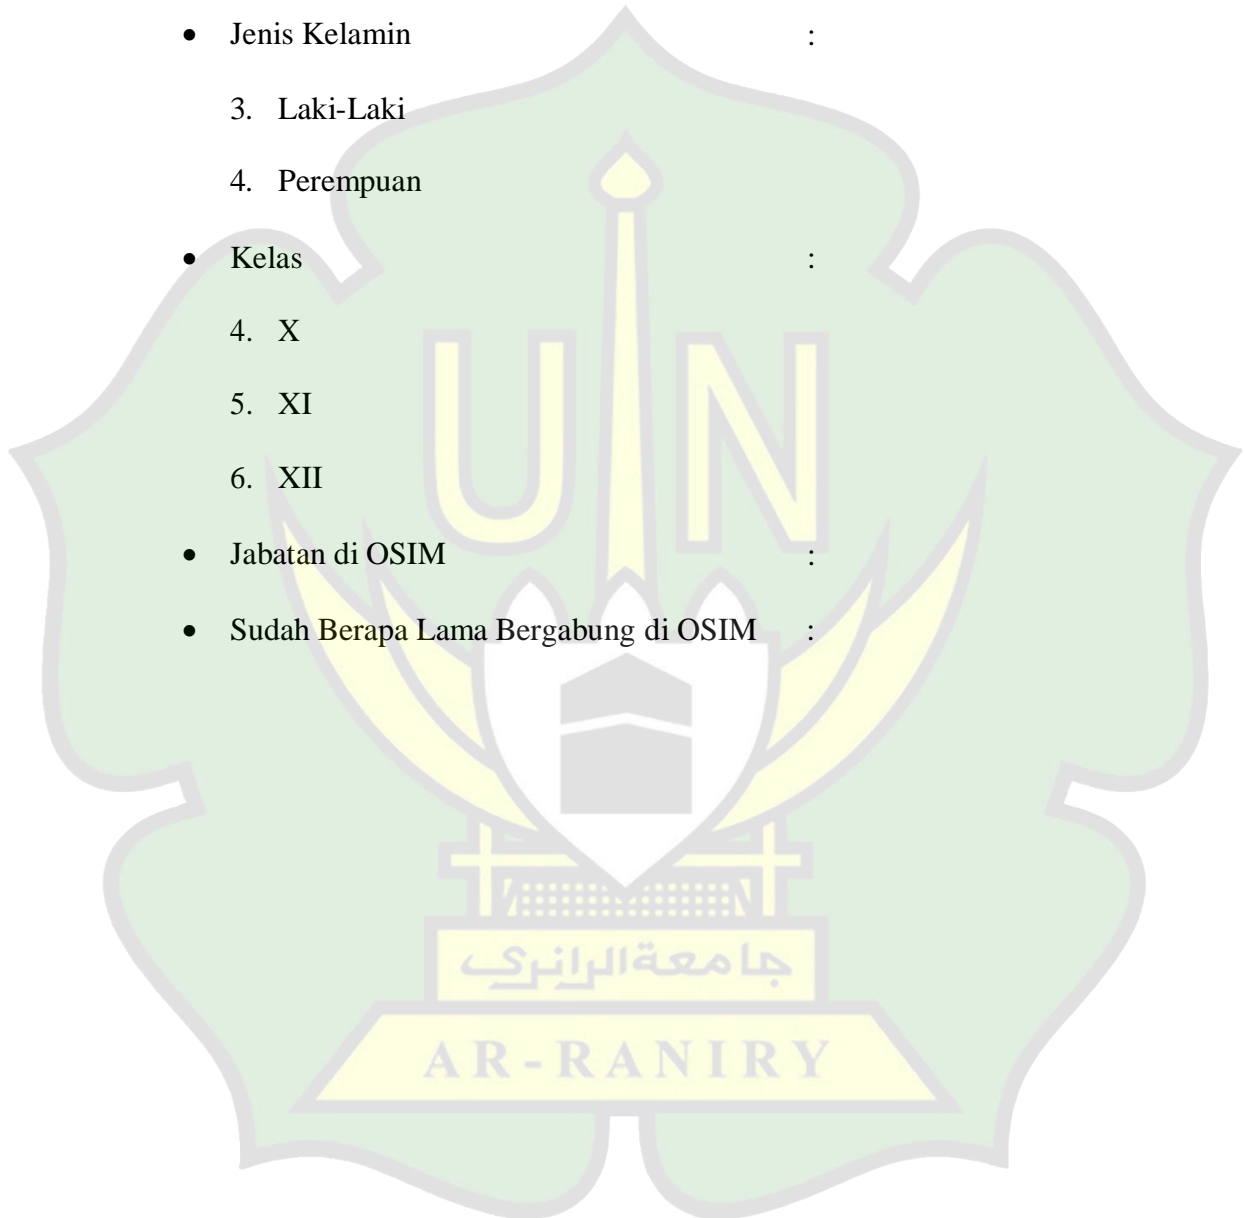 • Jenis Kelamin :
3. Laki-Laki
4. Perempuan
• Kelas :
4. X
5. XI
6. XII
• Jabatan di OSIM :
• Sudah Berapa Lama Bergabung di OSIM :
UIN
جامعة الرانري
AR-RANIRY